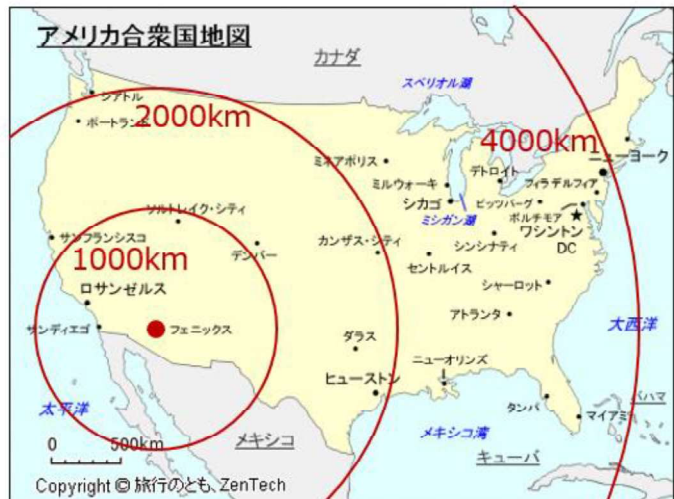 アメリカ合衆国地図
カナダ
スペリオル湖
シアトル
2000km
ポートランド
4000km
ニューヨーク
ミネアポリス
デトロイト
ミルウォーキ
フィラデルフィア
シカゴ
ピッツバーグ
ミシガン湖
ボルチモア
ワシントン
DC
ソルトレイク・シティ
サンフランシスコ
デンバー
カンザス・シティ
シンシナティ
セントルイス
1000km
ロサンゼルス
シャーロット
サンディエゴ
フェニックス
アトランタ
大西洋
ダラス
ニューオリンズ
ヒューストン
太平洋
タンパ
マイアミ
バハマ
メキシコ
メキシコ湾
キューバ
0 500km
Copyright © 旅行のとも、ZenTech